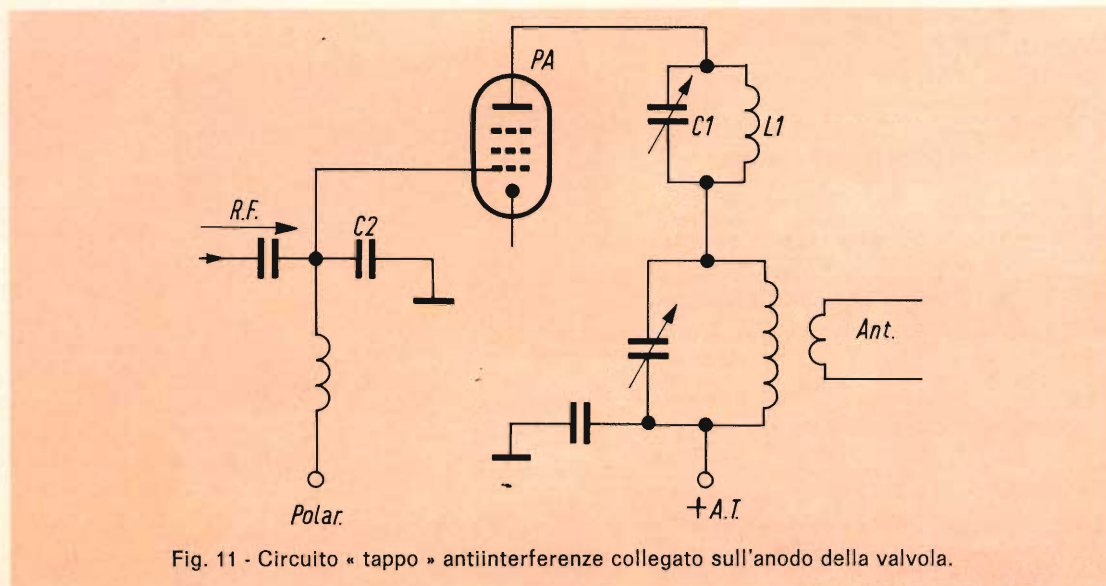 PA
C1
L1
R.F.
C2
Ant.
Polar.
+ A.T.
Fig. 11 - Circuito « tappo » antiinterferenze collegato sull'anodo della valvola.